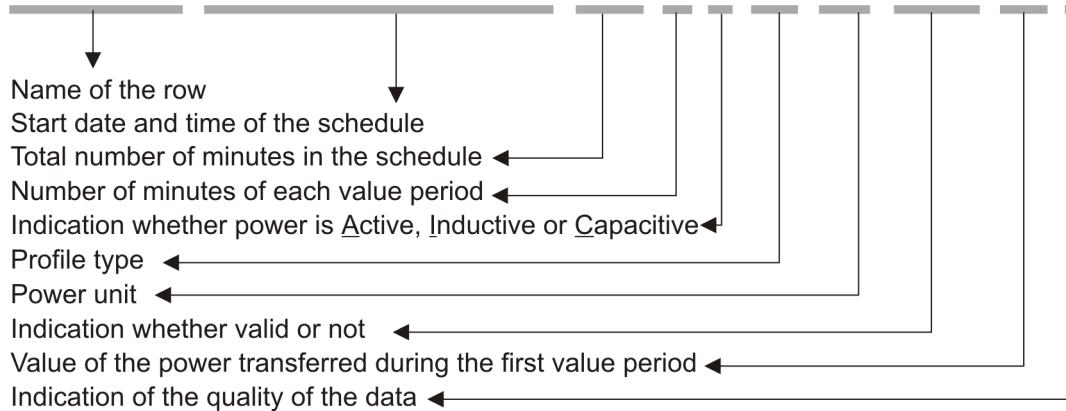 Name of the row
Start date and time of the schedule
Total number of minutes in the schedule
Number of minutes of each value period
Indication whether power is Active, Inductive or Capacitive
Profile type
Power unit
Indication whether valid or not
Value of the power transferred during the first value period
Indication of the quality of the data